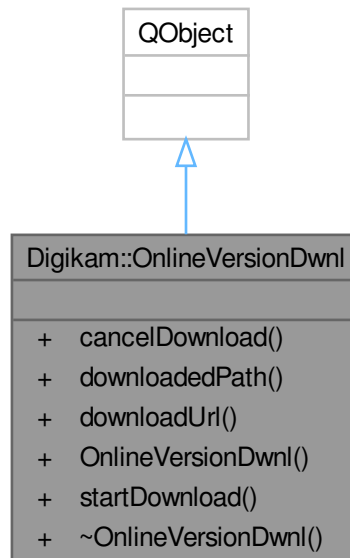 QObject
Digikam::OnlineVersionDwnl
+ cancelDownload()
+ downloadedPath()
+ downloadUrl()
+ OnlineVersionDwnl()
+ startDownload()
+ ~OnlineVersionDwnl()